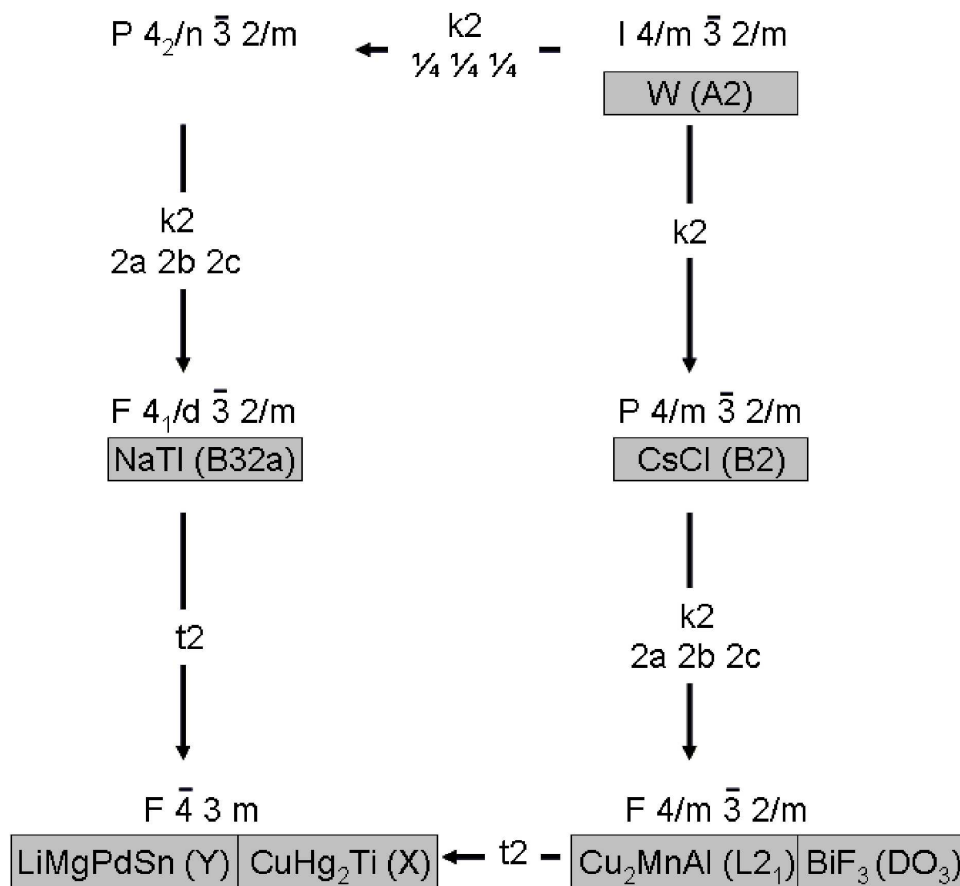 P 4₂/n 3̅ 2/m
k2
¼ ¼ ¼
I 4/m 3̅ 2/m
W (A2)
k2
2a 2b 2c
k2
F 4₁/d 3̅ 2/m
NaTl (B32a)
P 4/m 3̅ 2/m
CsCl (B2)
t2
k2
2a 2b 2c
F 4̅ 3 m
LiMgPdSn (Y)
CuHg₂Ti (X)
t2
F 4/m 3̅ 2/m
Cu₂MnAl (L2₁)
BiF₃ (DO₃)